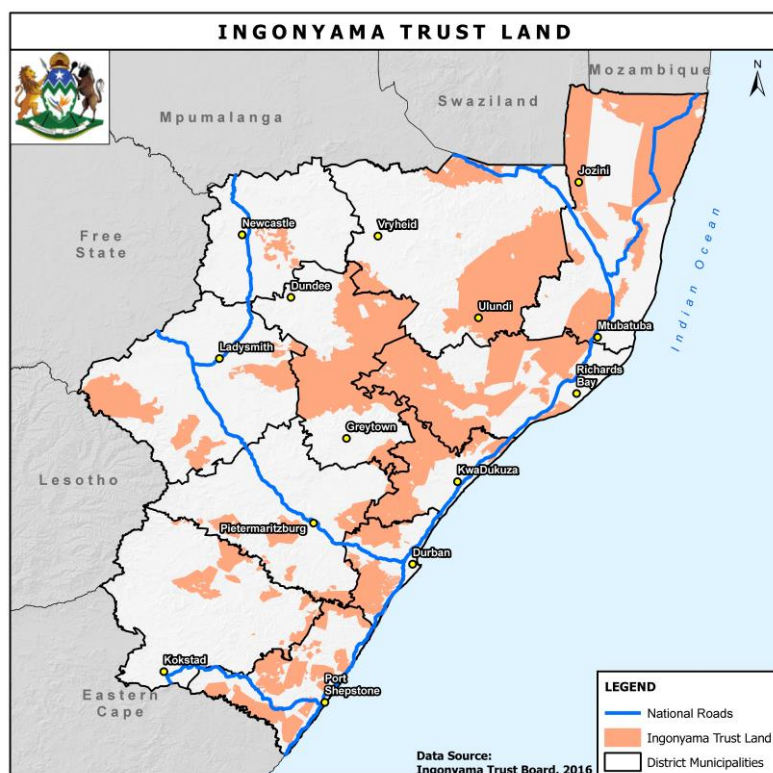 INGONYAMA TRUST LAND
Mozambique
N
Swaziland
Mpumalanga
Jozini
Newcastle
Vryheid
Free
State
Indian Ocean
Dundee
Ulundi
Mtubatuba
Ladysmith
Richards
Bay
Greytown
Lesotho
KwaDukuza
Pietermaritzburg
Durban
Kokstad
Port
Shepstone
Eastern
Cape
LEGEND
National Roads
Ingonyama Trust Land
District Municipalities
Data Source:
Ingonyama Trust Board, 2016